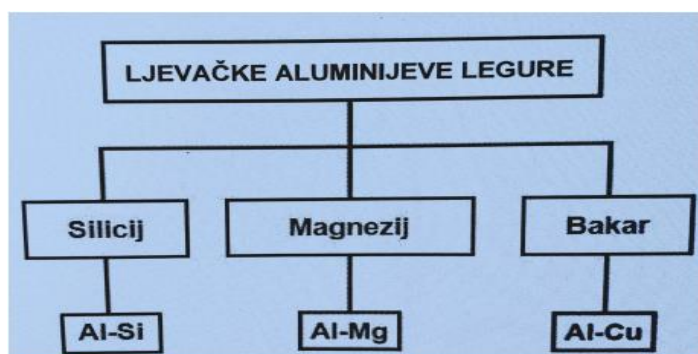 LJEVAČKE ALUMINIJEVE LEGURE
Silicij
Magnezij
Bakar
Al-Si
Al-Mg
Al-Cu